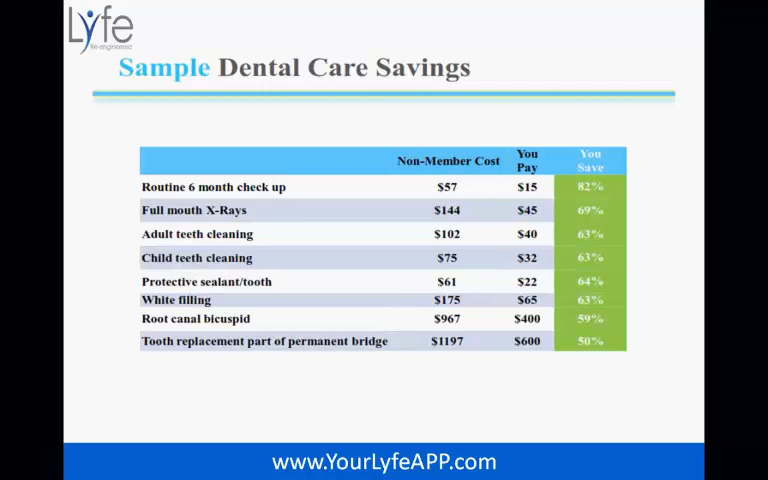 Lyfe
Re-engineered
Sample Dental Care Savings
Non-Member Cost You Pay You Save
Routine 6 month check up $57 $15 82%
Full mouth X-Rays $144 $45 69%
Adult teeth cleaning $102 $40 63%
Child teeth cleaning $75 $32 63%
Protective sealant/tooth $61 $22 64%
White filling $175 $65 63%
Root canal bicuspid $967 $400 59%
Tooth replacement part of permanent bridge $1197 $600 50%
www.YourLyfeAPP.com